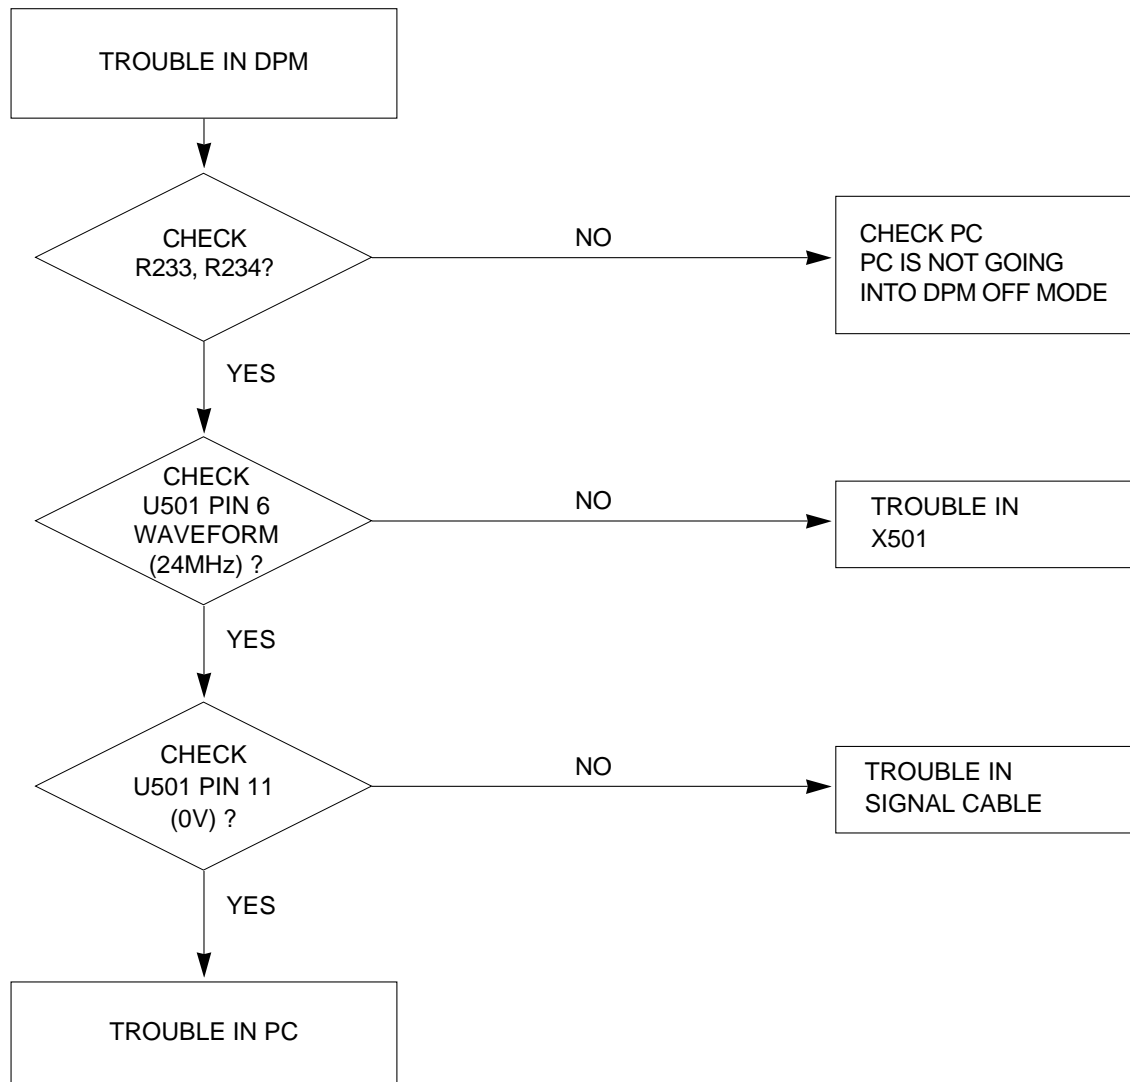 TROUBLE IN DPM
CHECK
R233, R234?
NO
CHECK PC
PC IS NOT GOING
INTO DPM OFF MODE
YES
CHECK
U501 PIN 6
WAVEFORM
(24MHz) ?
NO
TROUBLE IN
X501
YES
CHECK
U501 PIN 11
(0V) ?
NO
TROUBLE IN
SIGNAL CABLE
YES
TROUBLE IN PC